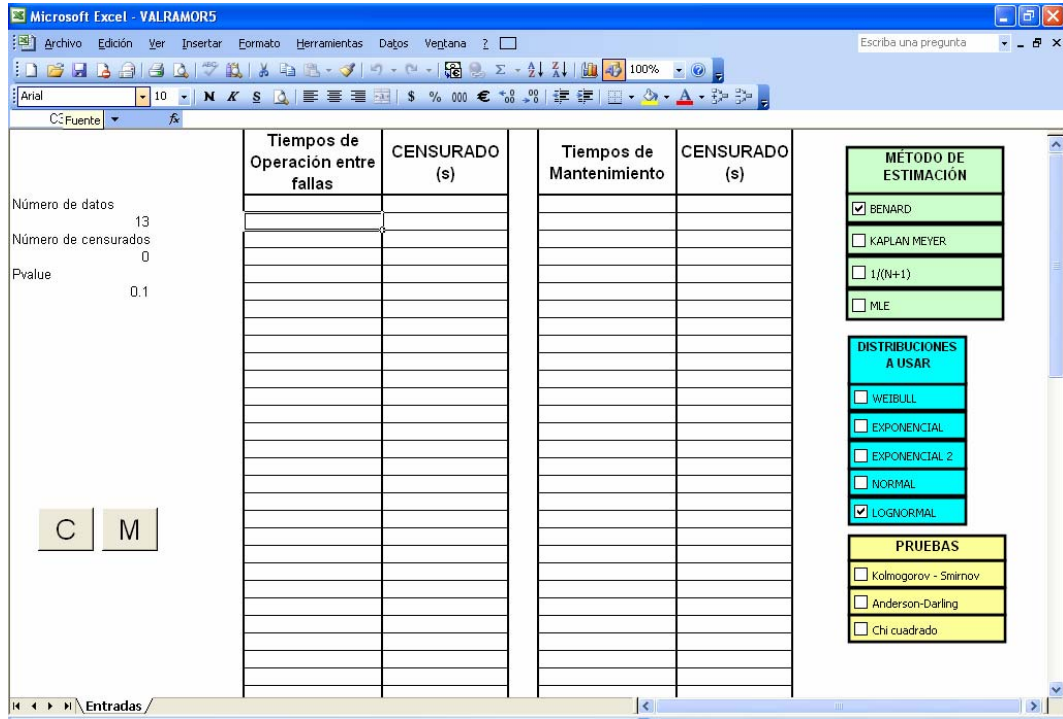 Microsoft Excel - VALRAMOR5
Archivo Edición Ver Insertar Formato Herramientas Datos Ventana ? Escriba una pregunta
100%
Arial 10 N K S $ % 000 €
Fuente fx
Tiempos de
Operación entre
fallas
CENSURADO
(s)
Tiempos de
Mantenimiento
CENSURADO
(s)
Número de datos
13
Número de censurados
0
Pvalue
0.1
C M
MÉTODO DE
ESTIMACIÓN
BENARD
KAPLAN MEYER
1/(N+1)
MLE
DISTRIBUCIONES
A USAR
WEIBULL
EXPONENCIAL
EXPONENCIAL 2
NORMAL
LOGNORMAL
PRUEBAS
Kolmogorov - Smirnov
Anderson-Darling
Chi cuadrado
Entradas